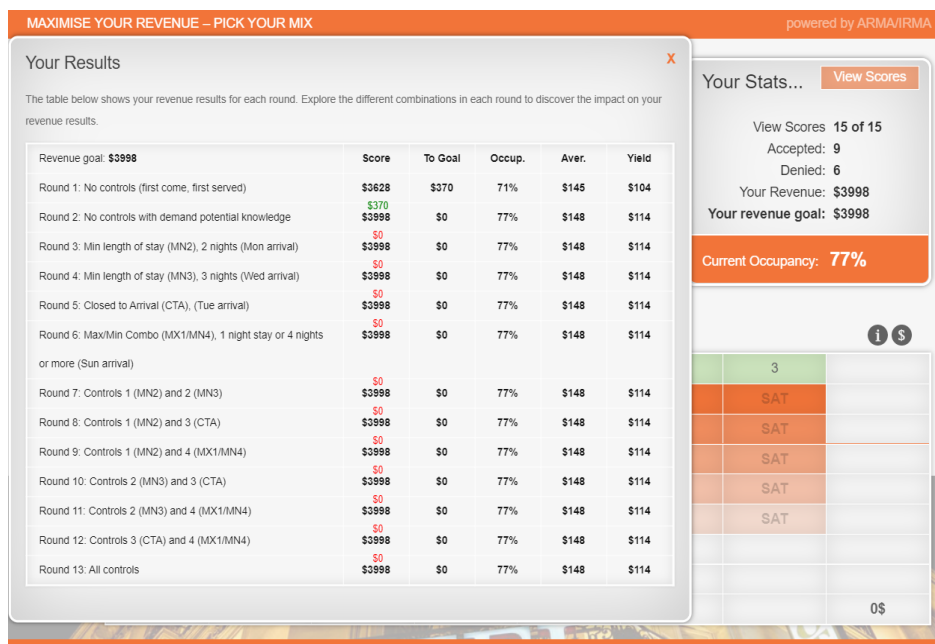 MAXIMISE YOUR REVENUE – PICK YOUR MIX
powered by ARMA/IRMA
Your Results
X
The table below shows your revenue results for each round. Explore the different combinations in each round to discover the impact on your
revenue results.
Revenue goal: $3998 Score To Goal Occup. Aver. Yield
Round 1: No controls (first come, first served) $3628 $370 71% $145 $104
$370
Round 2: No controls with demand potential knowledge $3998 $0 77% $148 $114
$0
Round 3: Min length of stay (MN2), 2 nights (Mon arrival) $3998 $0 77% $148 $114
$0
Round 4: Min length of stay (MN3), 3 nights (Wed arrival) $3998 $0 77% $148 $114
$0
Round 5: Closed to Arrival (CTA), (Tue arrival) $3998 $0 77% $148 $114
$0
Round 6: Max/Min Combo (MX1/MN4), 1 night stay or 4 nights $3998 $0 77% $148 $114
or more (Sun arrival)
$0
Round 7: Controls 1 (MN2) and 2 (MN3) $3998 $0 77% $148 $114
$0
Round 8: Controls 1 (MN2) and 3 (CTA) $3998 $0 77% $148 $114
$0
Round 9: Controls 1 (MN2) and 4 (MX1/MN4) $3998 $0 77% $148 $114
$0
Round 10: Controls 2 (MN3) and 3 (CTA) $3998 $0 77% $148 $114
$0
Round 11: Controls 2 (MN3) and 4 (MX1/MN4) $3998 $0 77% $148 $114
$0
Round 12: Controls 3 (CTA) and 4 (MX1/MN4) $3998 $0 77% $148 $114
$0
Round 13: All controls $3998 $0 77% $148 $114
Your Stats... View Scores
View Scores 15 of 15
Accepted: 9
Denied: 6
Your Revenue: $3998
Your revenue goal: $3998
Current Occupancy: 77%
i $
3
SAT
SAT
SAT
SAT
SAT
0$